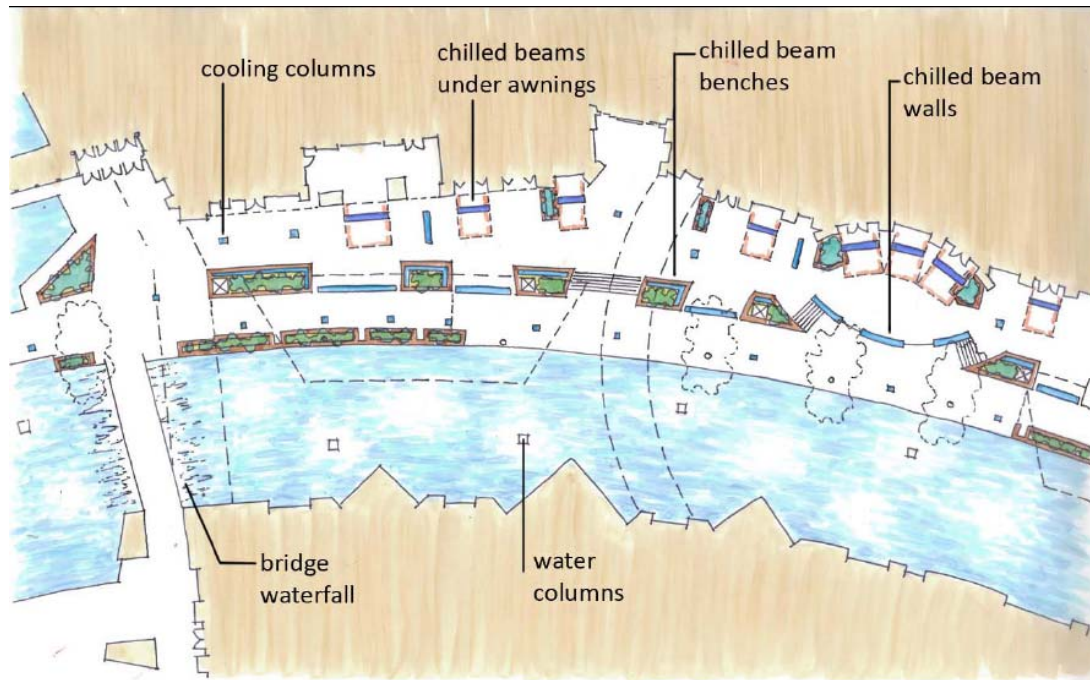 cooling columns
chilled beams
under awnings
chilled beam
benches
chilled beam
walls
bridge
waterfall
water
columns